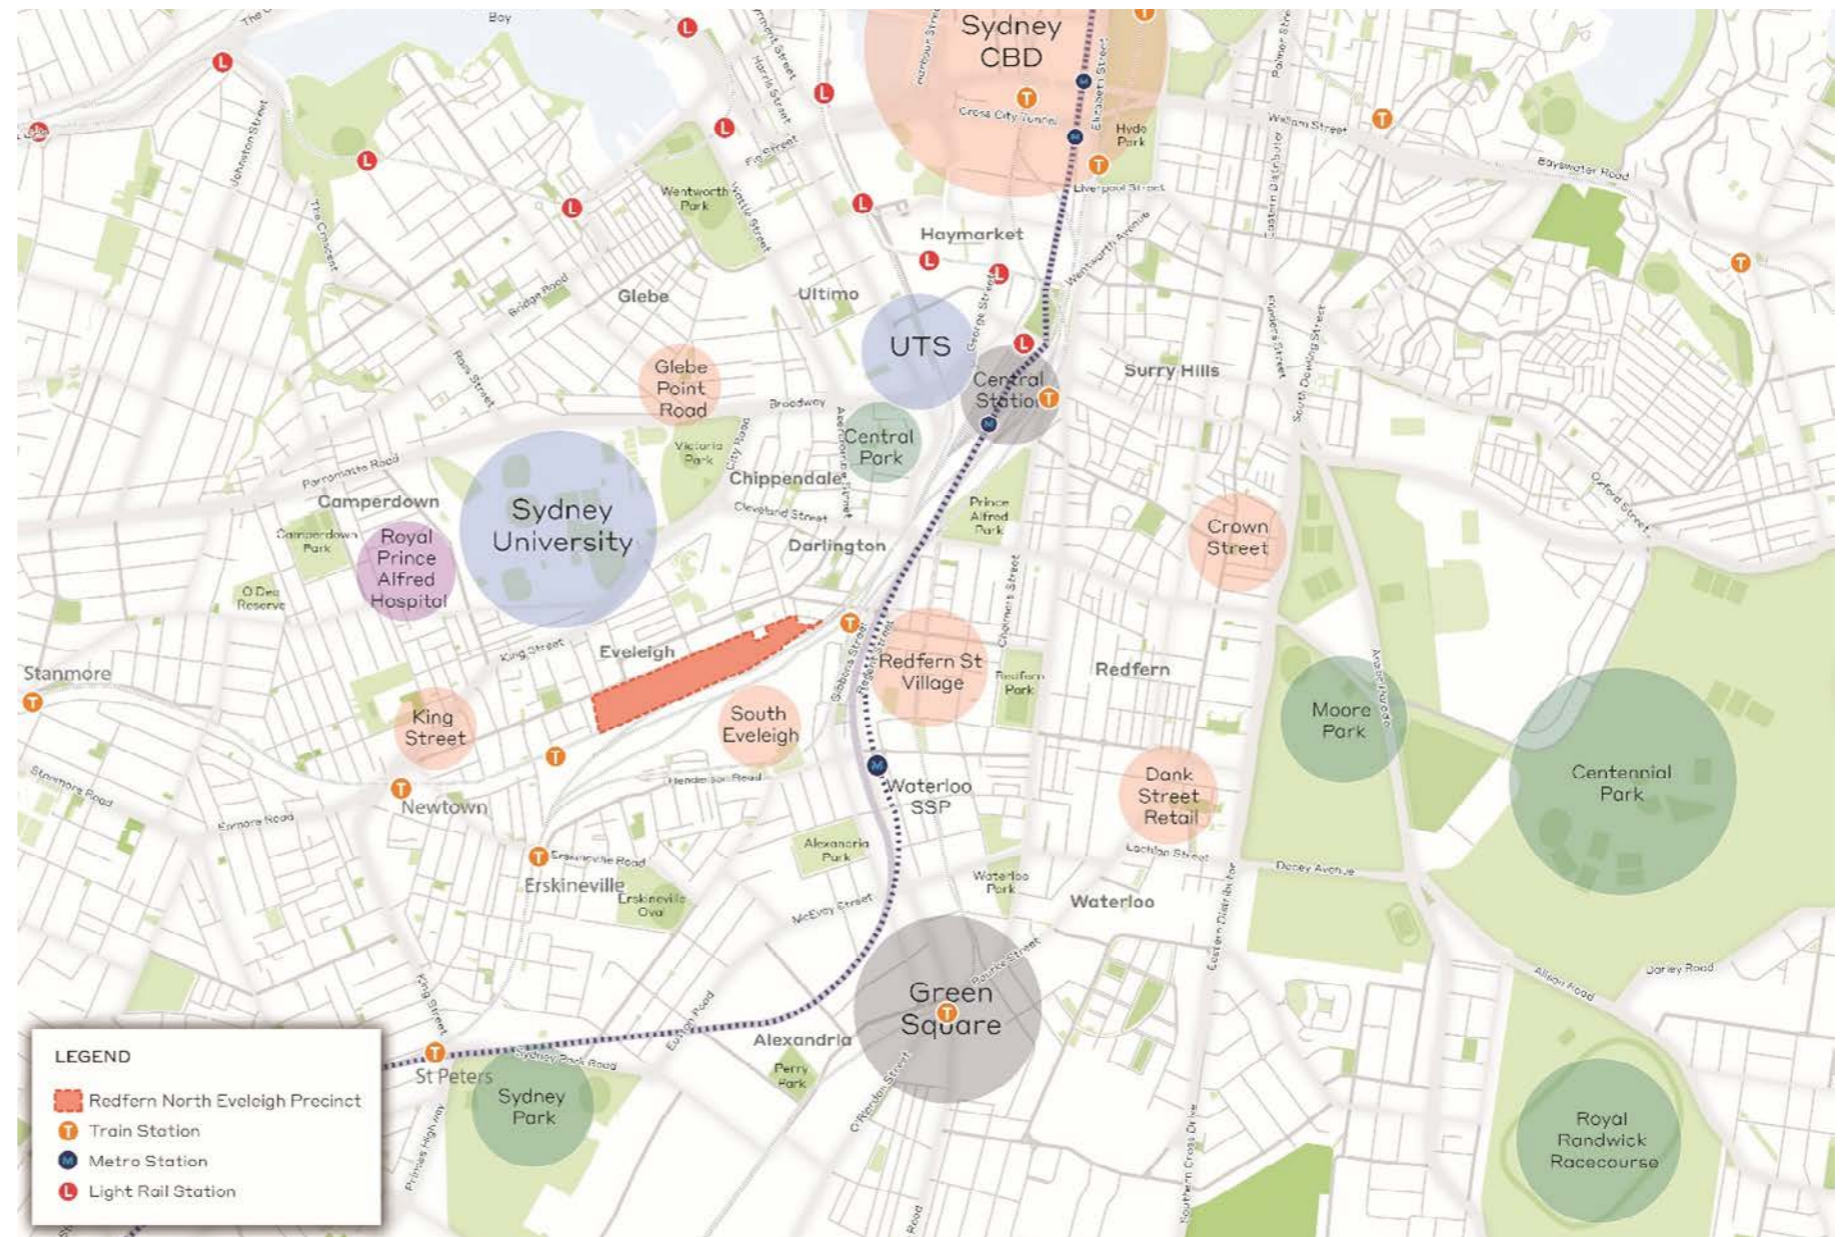 Bay
Sydney
CBD
Cross City Tunnel
Elizabeth Street
Hyde
Park
William Street
Bayswater Road
Eastern Distributor
Liverpool Street
Johnston Street
The Crescent
Harris Street
Wentworth
Park
Wattle Street
Haymarket
Wentworth Avenue
Glebe
Ultimo
Bridge Road
George Street
UTS
Ross Street
Glebe
Point
Road
Central
Station
Surry Hills
South Dowling Street
Broadway
Central
Park
Victoria
Park
City Road
Chippendale
Cleveland Street
Parramatta Road
Camperdown
Sydney
University
Prince
Alfred
Park
Oxford Street
Crown
Street
Camperdown
Park
Royal
Prince
Alfred
Hospital
Darlington
O'Dea
Reserve
Chalmers Street
King Street
Eveleigh
Gibbons Street
Regent Street
Redfern St
Village
Redfern
Park
Redfern
Anzac Parade
Stanmore
King
Street
South
Eveleigh
Moore
Park
Centennial
Park
Stanmore Road
Henderson Road
Waterloo
SSP
Dank
Street
Retail
Newtown
Enmore Road
Alexandria
Park
Lachlan Street
Dacey Avenue
Erskineville Road
Erskineville
Erskineville
Oval
Waterloo
Park
Waterloo
McEvoy Street
Eastern Distributor
Bourke Street
Green
Square
Alison Road
Darley Road
King Street
Euston Road
Alexandria
Sydney Park Road
St Peters
Perry
Park
O'Riordan Street
Sydney
Park
Princes Highway
Southern Cross Drive
Royal
Randwick
Racecourse
Road
LEGEND
Redfern North Eveleigh Precinct
T Train Station
M Metro Station
L Light Rail Station